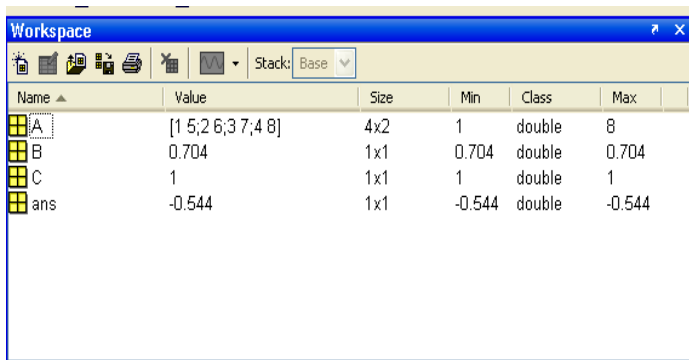 Workspace
Stack: Base
Name Value Size Min Class Max
A [1 5;2 6;3 7;4 8] 4x2 1 double 8
B 0.704 1x1 0.704 double 0.704
C 1 1x1 1 double 1
ans -0.544 1x1 -0.544 double -0.544